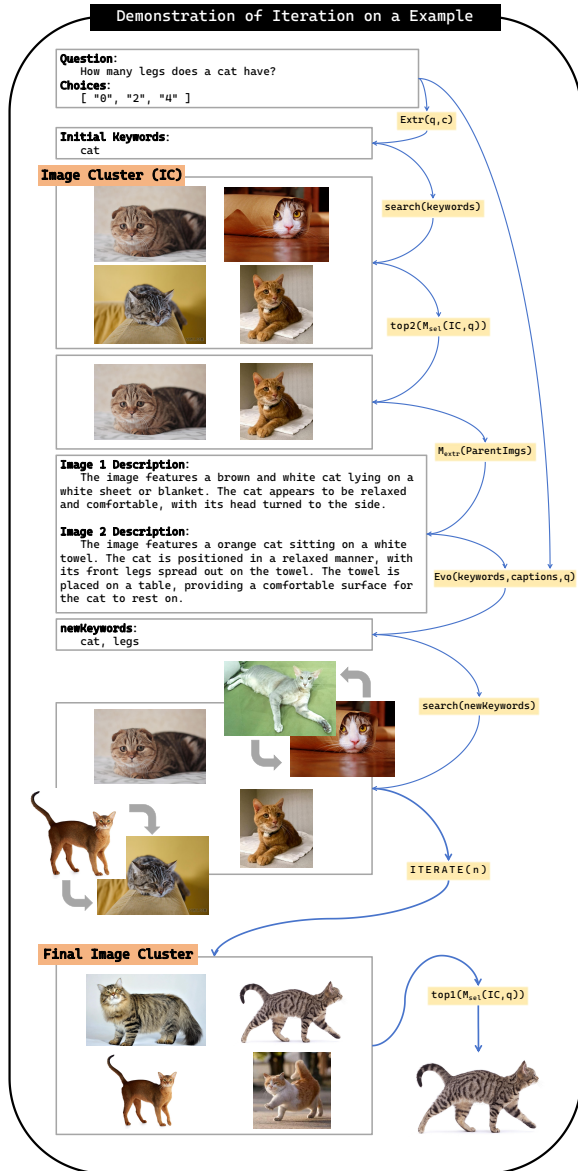 Demonstration of Iteration on a Example
Question:
How many legs does a cat have?
Choices:
[ "0", "2", "4" ]
Extr(q,c)
Initial Keywords:
cat
Image Cluster (IC)
search(keywords)
top2(Msel(IC,q))
Mextr(ParentImgs)
Image 1 Description:
The image features a brown and white cat lying on a
white sheet or blanket. The cat appears to be relaxed
and comfortable, with its head turned to the side.
Image 2 Description:
The image features a orange cat sitting on a white
towel. The cat is positioned in a relaxed manner, with
its front legs spread out on the towel. The towel is
placed on a table, providing a comfortable surface for
the cat to rest on.
Evo(keywords,captions,q)
newKeywords:
cat, legs
search(newKeywords)
ITERATE(n)
Final Image Cluster
top1(Msel(IC,q))